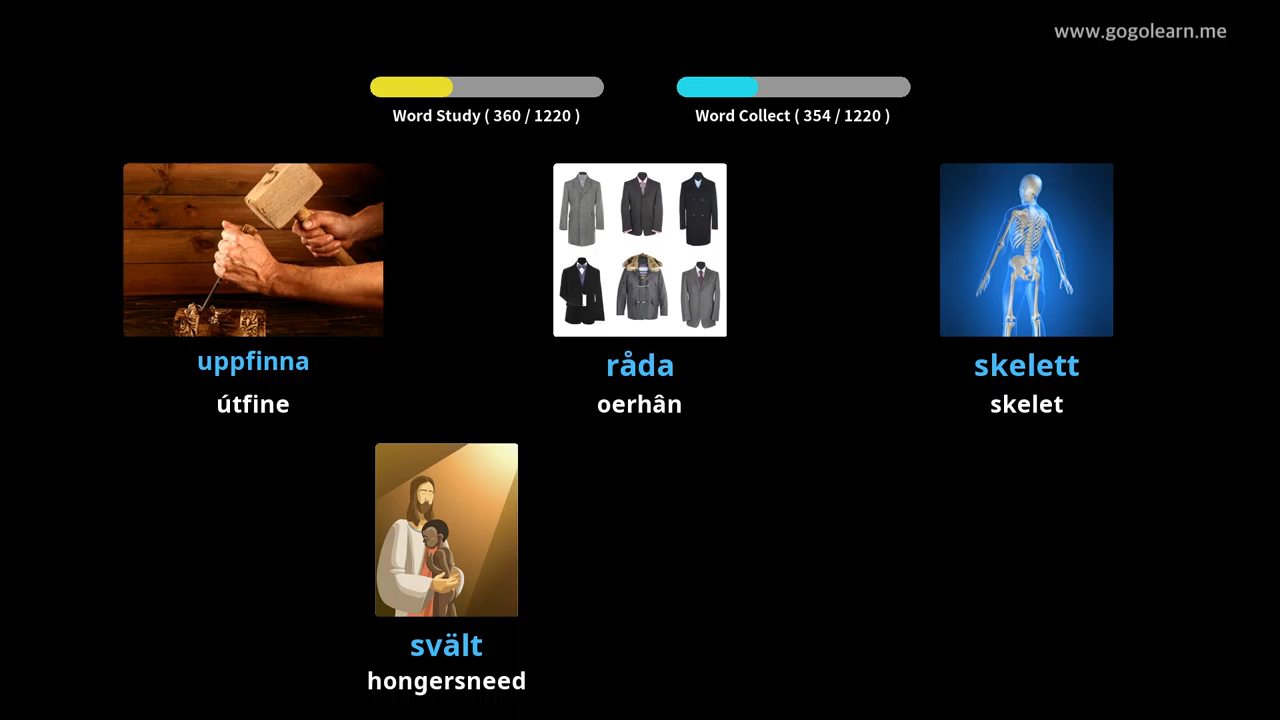 www.gogolearn.me
Word Study ( 360 / 1220 )
Word Collect ( 354 / 1220 )
uppfinna
råda
skelett
útfine
oerhân
skelet
svält
hongersneed